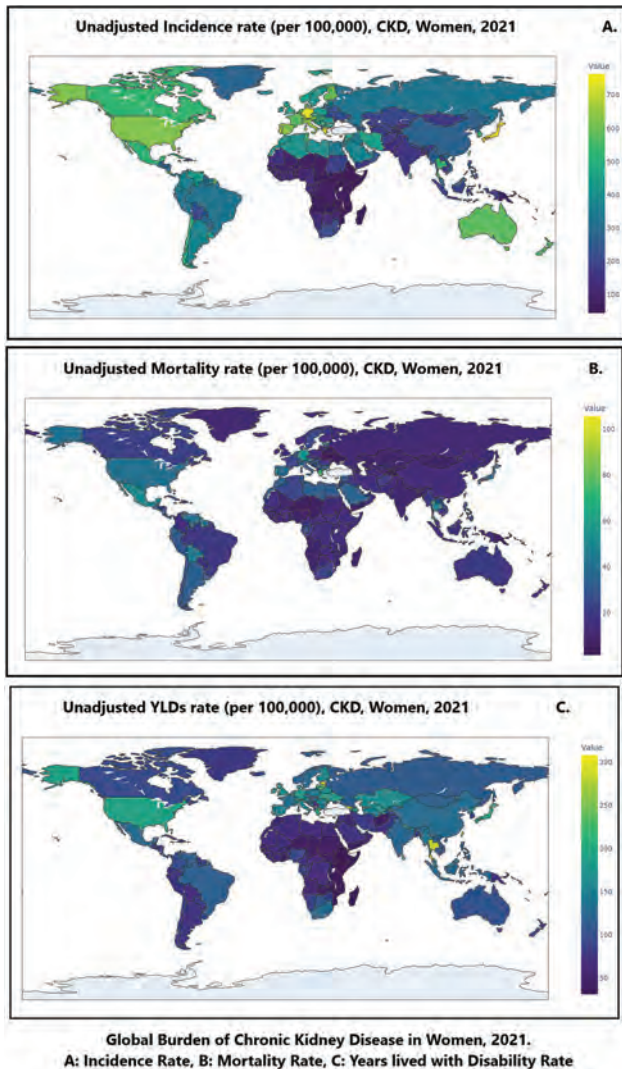 Unadjusted Incidence rate (per 100,000), CKD, Women, 2021
A.
Value
700
600
500
400
300
200
100
Unadjusted Mortality rate (per 100,000), CKD, Women, 2021
B.
Value
100
80
60
40
20
Unadjusted YLDs rate (per 100,000), CKD, Women, 2021
C.
Value
300
250
200
150
100
50
Global Burden of Chronic Kidney Disease in Women, 2021.
A: Incidence Rate, B: Mortality Rate, C: Years lived with Disability Rate